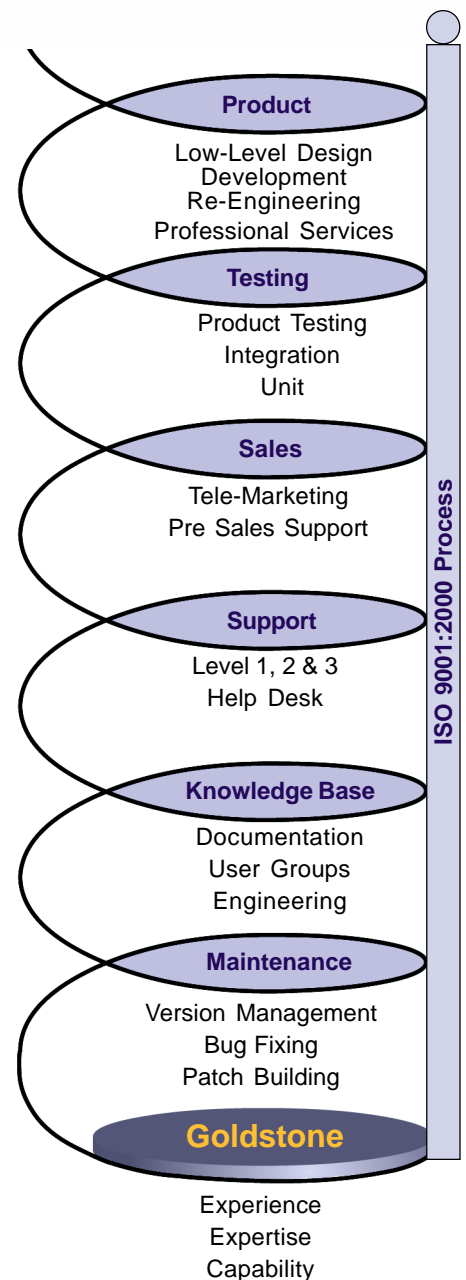 Product
Low-Level Design
Development
Re-Engineering
Professional Services
Testing
Product Testing
Integration
Unit
Sales
Tele-Marketing
Pre Sales Support
Support
Level 1, 2 & 3
Help Desk
Knowledge Base
Documentation
User Groups
Engineering
Maintenance
Version Management
Bug Fixing
Patch Building
Goldstone
Experience
Expertise
Capability
ISO 9001:2000 Process